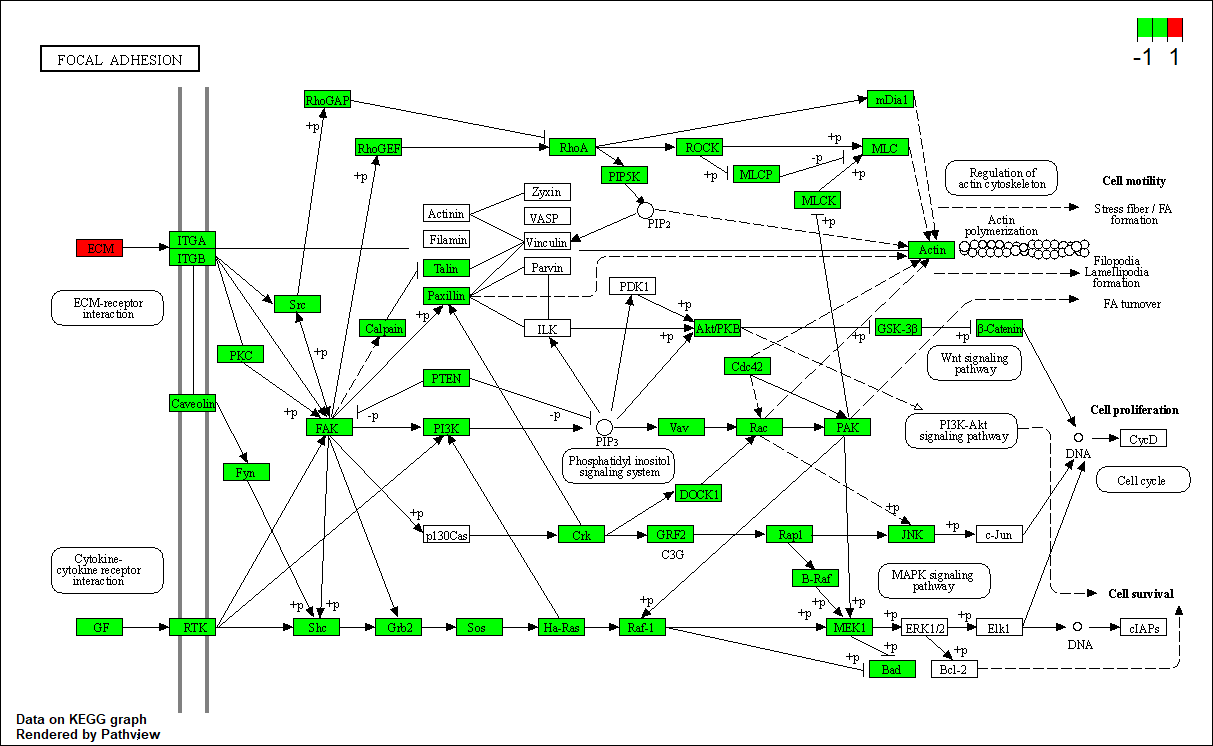 -1 1
FOCAL ADHESION
RhoGAP
mDia1
+p
RhoGEF
RhoA
ROCK
+p
MLC
+p
PIP5K
+p
MLCP
-p
+p
MLCK
+p
Regulation of
actin cytoskeleton
Cell motility
Stress fiber / FA
formation
Zyxin
Actinin
VASP
PIP2
Filamin
Vinculin
Actin
polymerization
Actin
ECM
ITGA
ITGB
Talin
Parvin
Filopodia
Lamellipodia
formation
ECM-receptor
interaction
Src
Paxillin
PDK1
+p
FA turnover
Calpain
+p
ILK
+p
Akt/PKB
+p
GSK-3β
+p
β-Catenin
PKC
+p
Wnt signaling
pathway
Cdc42
PTEN
Caveolin
+p
-p
-p
FAK
PI3K
PIP3
Vav
Rac
PAK
PI3K-Akt
signaling pathway
Cell proliferation
DNA
CycD
Fyn
Phosphatidyl inositol
signaling system
Cell cycle
DOCK1
+p
p130Cas
Crk
GRF2
C3G
Rap1
+p
JNK
+p
c-Jun
Cytokine-
cytokine receptor
interaction
B-Raf
MAPK signaling
pathway
Cell survival
+p
+p
+p
+p
+p
+p
+p
GF
RTK
Shc
Grb2
Sos
Ha-Ras
Raf-1
MEK1
ERK1/2
Elk1
DNA
cIAPs
+p
+p
+p
Bad
Bcl-2
Data on KEGG graph
Rendered by Pathview